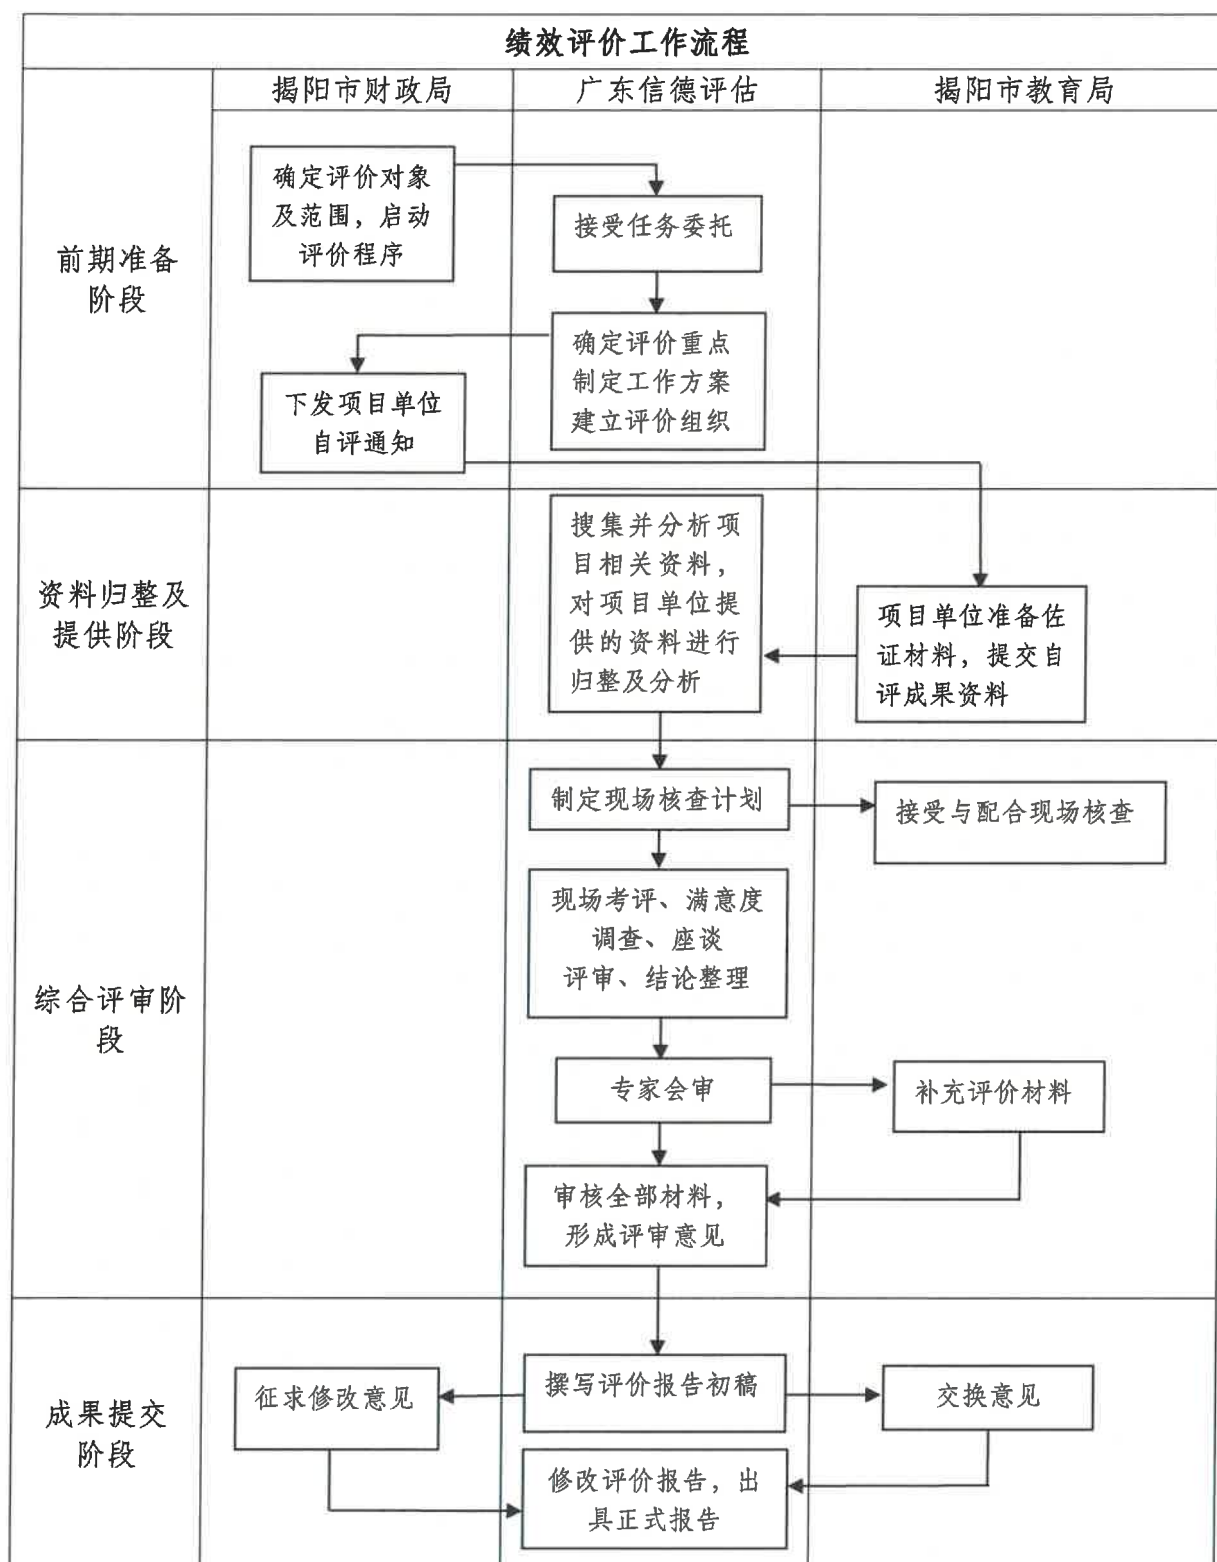 绩效评价工作流程
揭阳市财政局
广东信德评估
揭阳市教育局
前期准备
阶段
确定评价对象
及范围，启动
评价程序
接受任务委托
确定评价重点
制定工作方案
建立评价组织
下发项目单位
自评通知
资料归整及
提供阶段
搜集并分析项
目相关资料，
对项目单位提
供的资料进行
归整及分析
项目单位准备佐
证材料，提交自
评成果资料
综合评审阶
段
制定现场核查计划
接受与配合现场核查
现场考评、满意度
调查、座谈
评审、结论整理
专家会审
补充评价材料
审核全部材料，
形成评审意见
成果提交
阶段
征求修改意见
撰写评价报告初稿
交换意见
修改评价报告，出
具正式报告